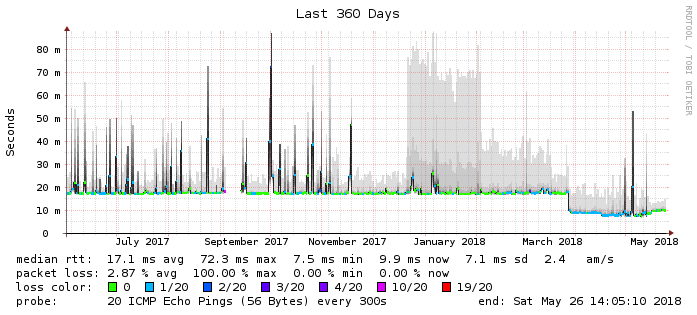 Last 360 Days
RRDTOOL / TOBI OETIKER
Seconds
80 m
70 m
60 m
50 m
40 m
30 m
20 m
10 m
0
July 2017 September 2017 November 2017 January 2018 March 2018 May 2018
median rtt: 17.1 ms avg 72.3 ms max 7.5 ms min 9.9 ms now 7.1 ms sd 2.4 am/s
packet loss: 2.87 % avg 100.00 % max 0.00 % min 0.00 % now
loss color: 0 1/20 2/20 3/20 4/20 10/20 19/20
probe: 20 ICMP Echo Pings (56 Bytes) every 300s end: Sat May 26 14:05:10 2018